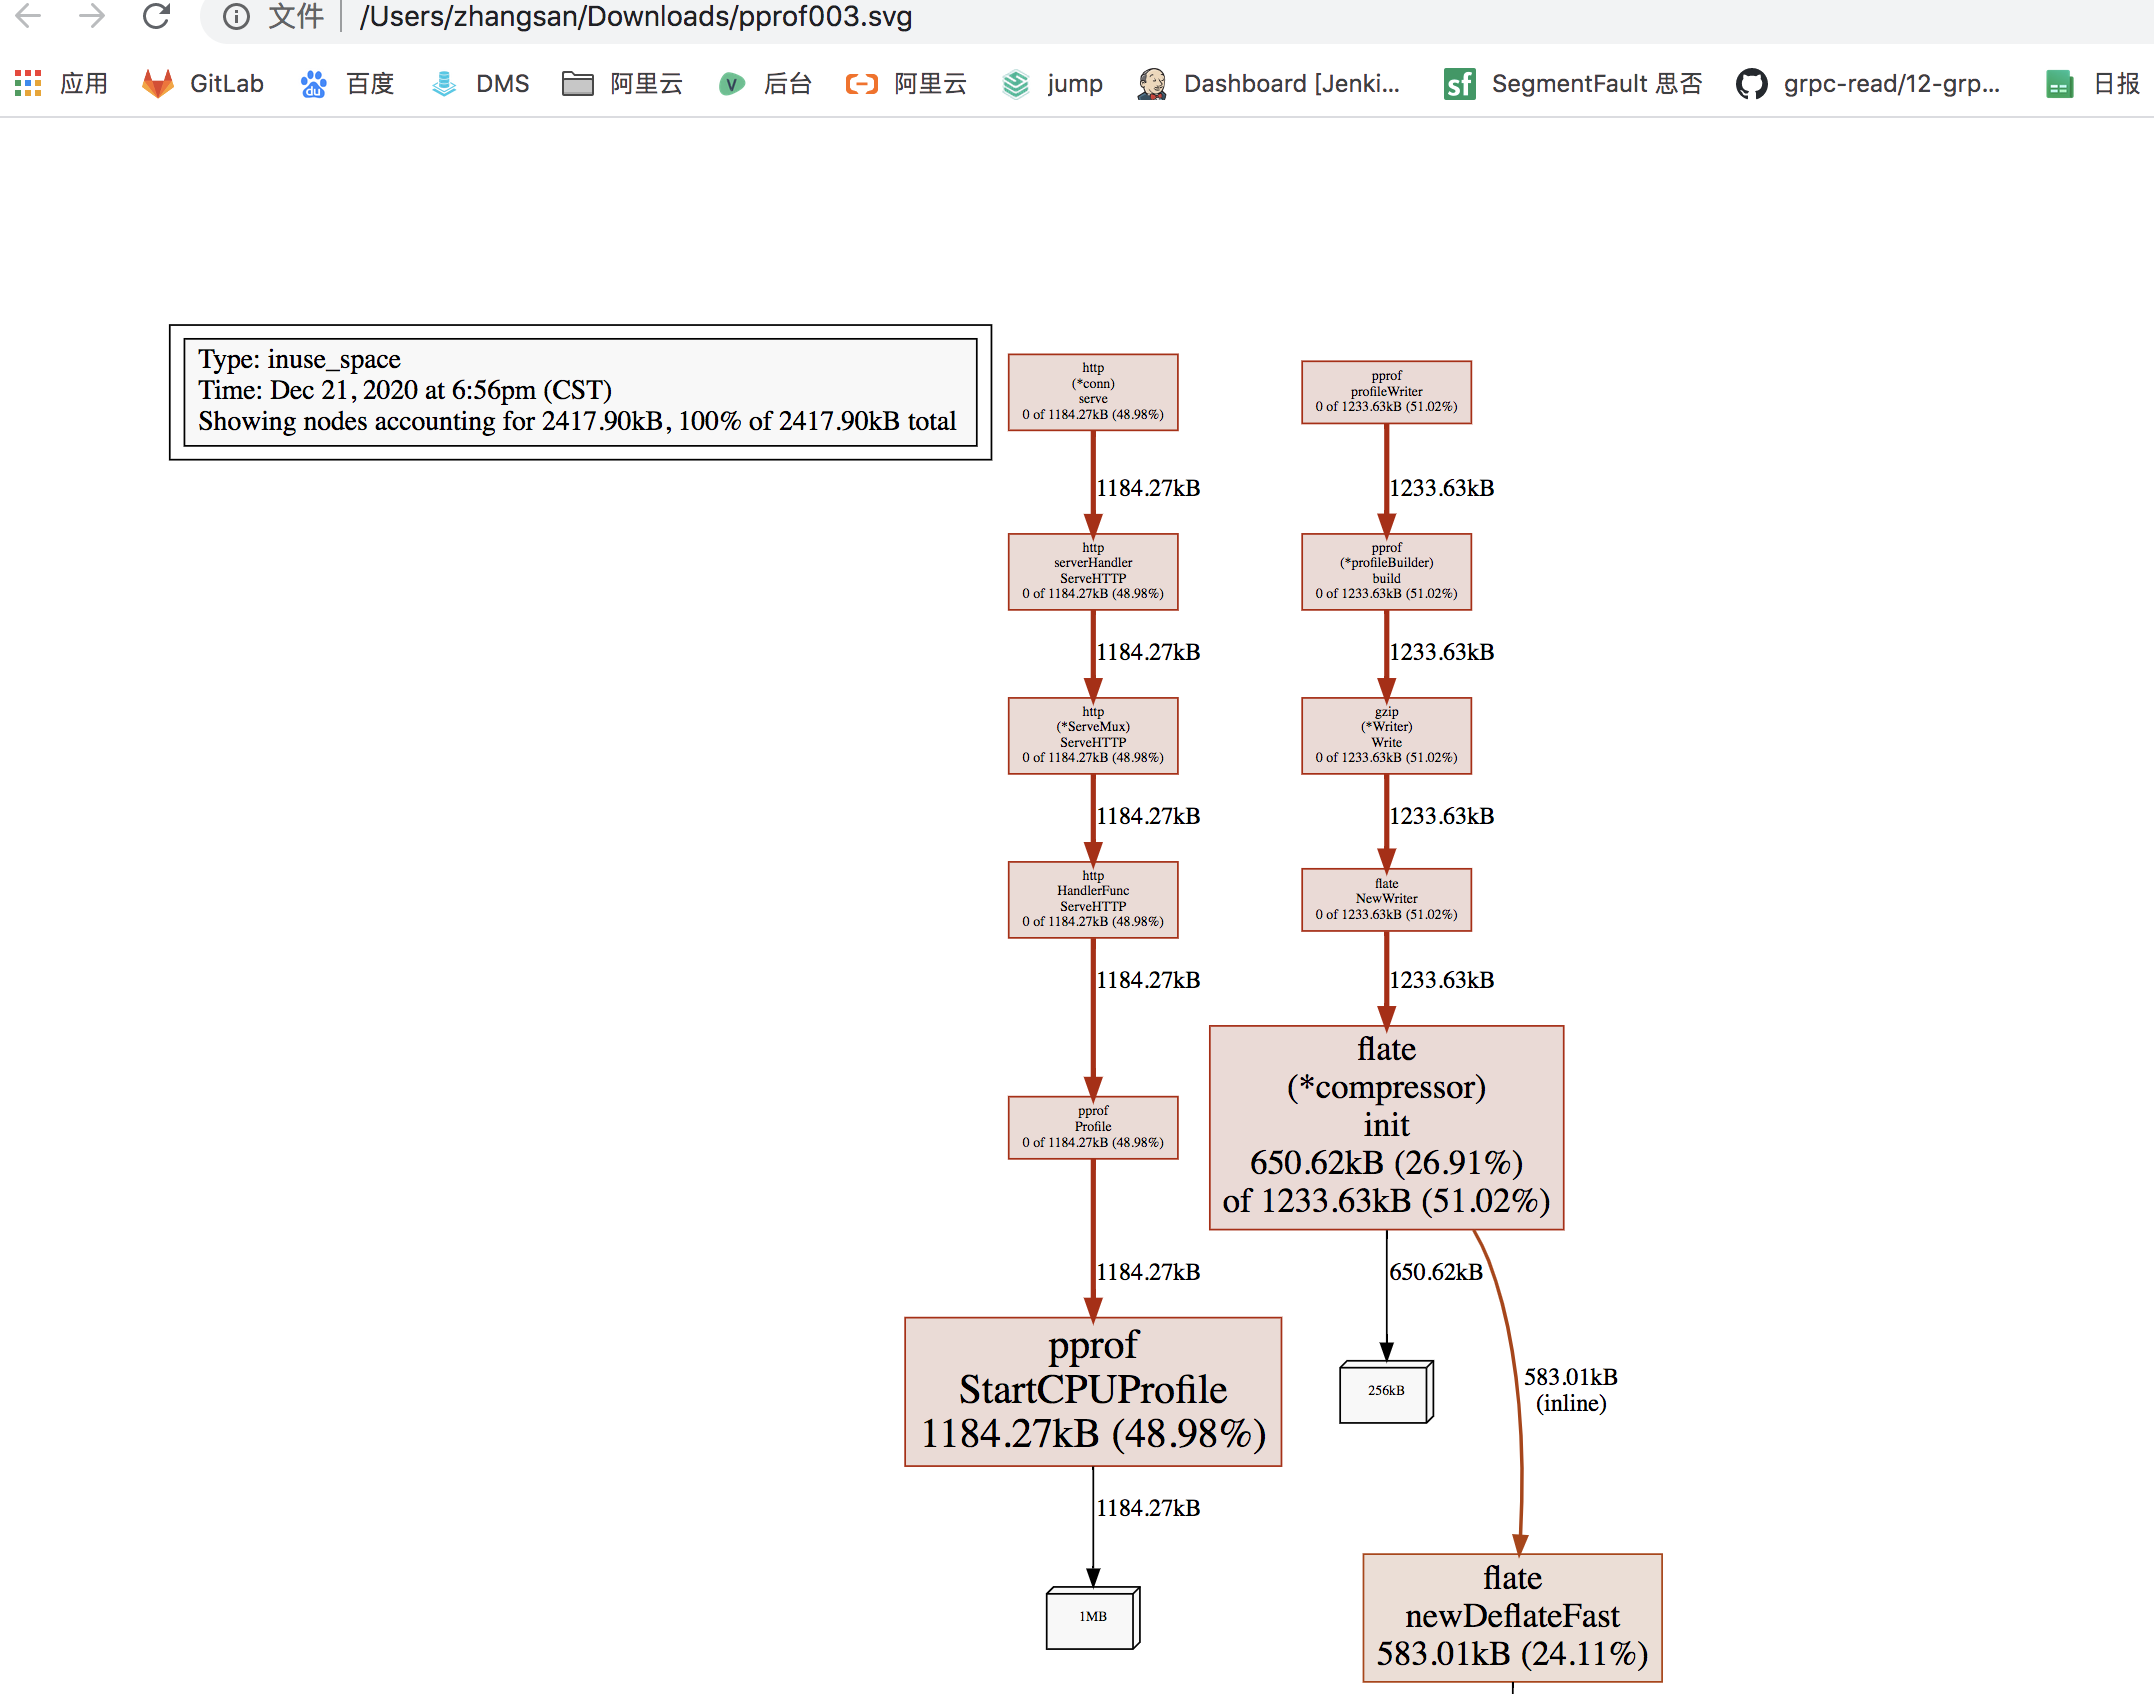 文件 /Users/zhangsan/Downloads/pprof003.svg
应用 GitLab 百度 DMS 阿里云 后台 阿里云 jump Dashboard [Jenki... SegmentFault 思否 grpc-read/12-grp... 日报
Type: inuse_space
Time: Dec 21, 2020 at 6:56pm (CST)
Showing nodes accounting for 2417.90kB, 100% of 2417.90kB total
http
(*conn)
serve
0 of 1184.27kB (48.98%)
1184.27kB
http
serverHandler
ServeHTTP
0 of 1184.27kB (48.98%)
1184.27kB
http
(*ServeMux)
ServeHTTP
0 of 1184.27kB (48.98%)
1184.27kB
http
HandlerFunc
ServeHTTP
0 of 1184.27kB (48.98%)
1184.27kB
pprof
Profile
0 of 1184.27kB (48.98%)
1184.27kB
pprof
StartCPUProfile
1184.27kB (48.98%)
1184.27kB
1MB
pprof
profileWriter
0 of 1233.63kB (51.02%)
1233.63kB
pprof
(*profileBuilder)
build
0 of 1233.63kB (51.02%)
1233.63kB
gzip
(*Writer)
Write
0 of 1233.63kB (51.02%)
1233.63kB
flate
NewWriter
0 of 1233.63kB (51.02%)
1233.63kB
flate
(*compressor)
init
650.62kB (26.91%)
of 1233.63kB (51.02%)
650.62kB
256kB
583.01kB
(inline)
flate
newDeflateFast
583.01kB (24.11%)